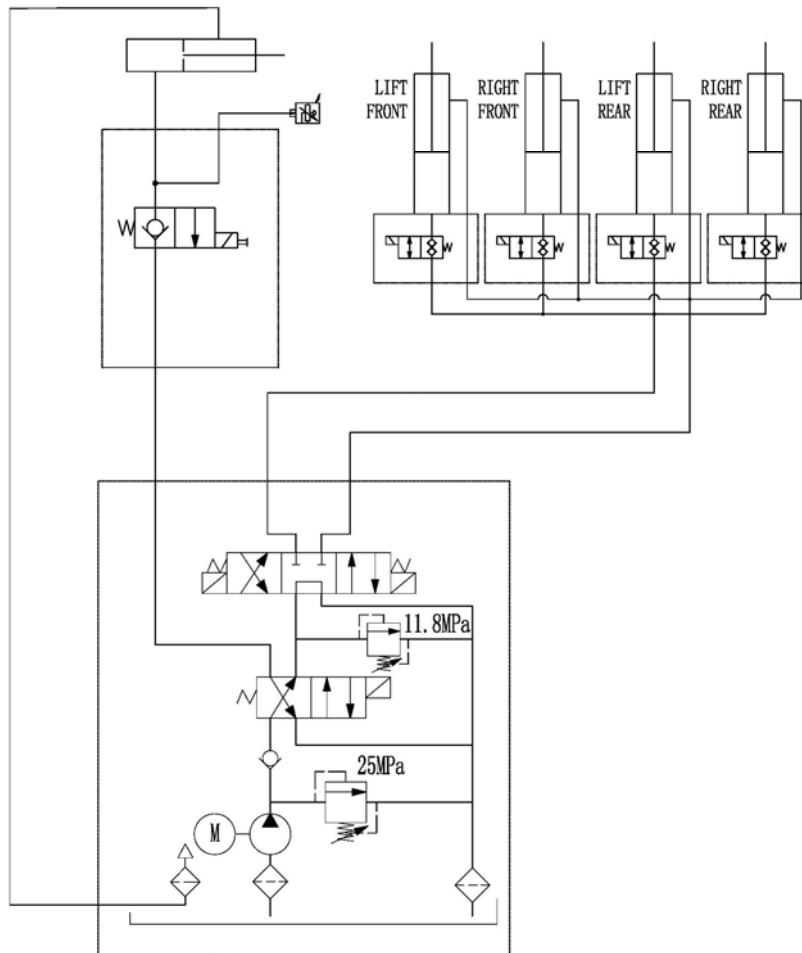 LIFT
FRONT
RIGHT
FRONT
LIFT
REAR
RIGHT
REAR
11.8MPa
25MPa
M